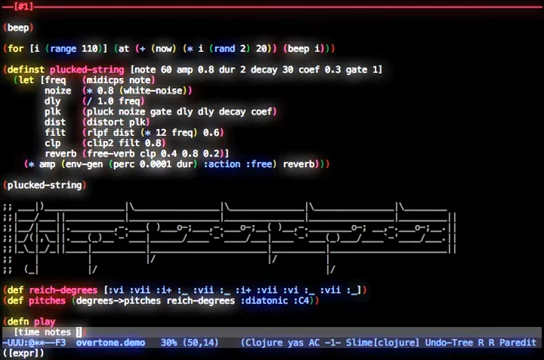 [#1]
(beep)
(for [i (range 110)] (at (+ (now) (* i (rand 2) 20)) (beep i)))
(definst plucked-string [note 60 amp 0.8 dur 2 decay 30 coef 0.3 gate 1]
(let [freq (midicps note)
noize (* 0.8 (white-noise))
dly (/ 1.0 freq)
plk (pluck noize gate dly dly decay coef)
dist (distort plk)
filt (rlpf dist (* 12 freq) 0.6)
clp (clip2 filt 0.8)
reverb (free-verb clp 0.4 0.8 0.2)]
(* amp (env-gen (perc 0.0001 dur) :action :free) reverb)))
(plucked-string)
(def reich-degrees [:vi :vii :i+ :_ :vii :_ :i+ :vii :vi :_ :vii :_])
(def pitches (degrees->pitches reich-degrees :diatonic :C4))
(defn play
[time notes ]
-UUU:@**--F3 overtone.demo 30% (50,14) (Clojure yas AC -1- Slime[clojure] Undo-Tree R R Paredit
([expr])